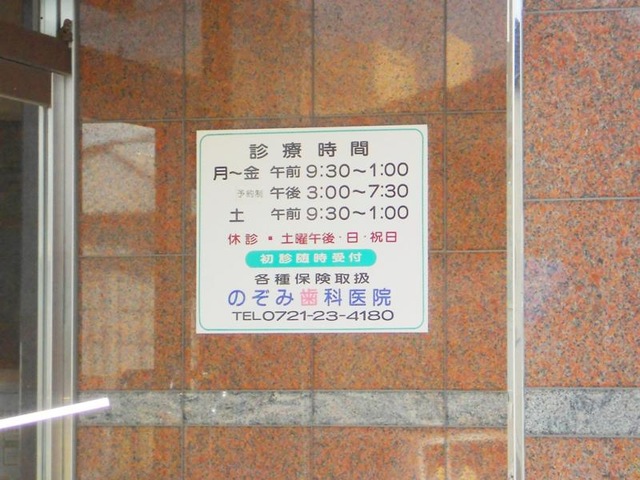 診療時間
月～金 午前 9:30～1:00
予約制 午後 3:00～7:30
土 午前 9:30～1:00
休診・土曜午後・日・祝日
初診随時受付
各種保険取扱
のぞみ歯科医院
TEL0721-23-4180